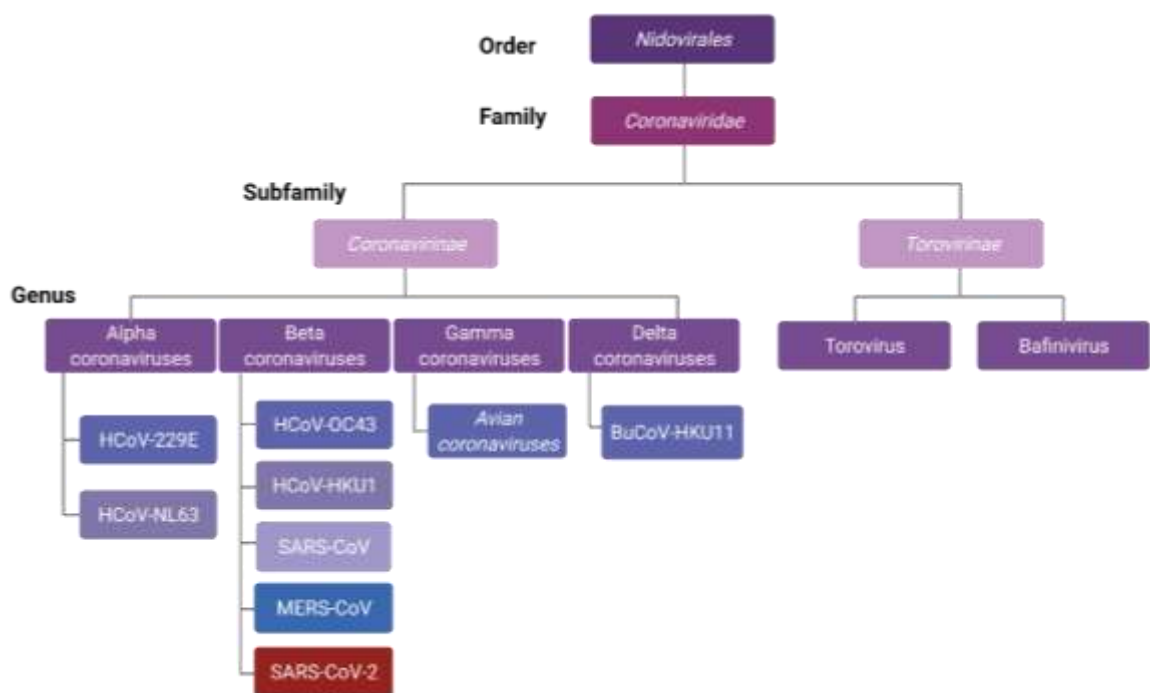 Order
Nidovirales
Family
Coronaviridae
Subfamily
Coronavirinae
Torovirinae
Genus
Alpha
coronaviruses
Beta
coronaviruses
Gamma
coronaviruses
Delta
coronaviruses
Torovirus
Bafinivirus
HCoV-229E
HCoV-NL63
HCoV-OC43
HCoV-HKU1
SARS-CoV
MERS-CoV
SARS-CoV-2
Avian
coronaviruses
BuCoV-HKU11